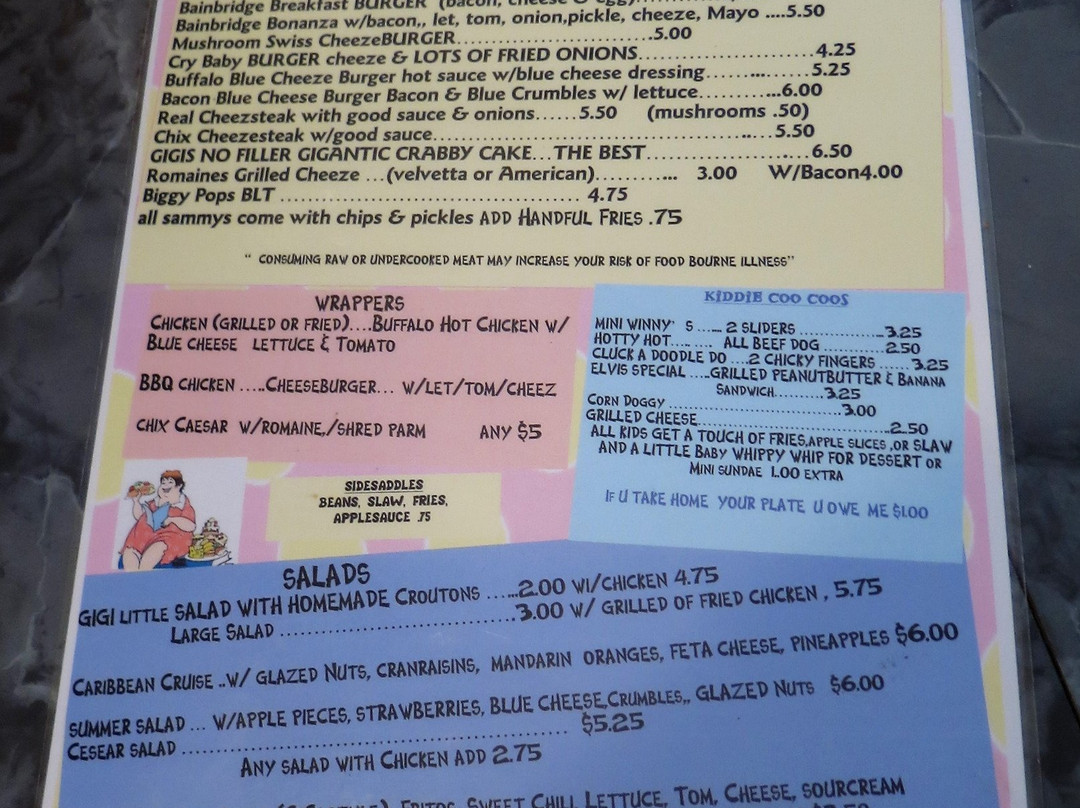 Bainbridge Breakfast BURGER (bacon, cheese & egg)
Bainbridge Bonanza w/bacon,, let, tom, onion,pickle, cheeze, Mayo ....5.50
Mushroom Swiss CheezeBURGER..............................5.00
Cry Baby BURGER cheeze & LOTS OF FRIED ONIONS............................4.25
Buffalo Blue Cheeze Burger hot sauce w/blue cheese dressing................5.25
Bacon Blue Cheese Burger Bacon & Blue Crumbles w/ lettuce.............6.00
Real Cheezsteak with good sauce & onions......5.50 (mushrooms .50)
Chix Cheezesteak w/good sauce..................................................5.50
GIGIS NO FILLER GIGANTIC CRABBY CAKE...THE BEST.........................6.50
Romaines Grilled Cheeze ...(velvetta or American)............ 3.00 W/Bacon4.00
Biggy Pops BLT .................................................. 4.75
all sammys come with chips & pickles ADD HANDFUL FRIES .75
" CONSUMING RAW OR UNDERCOOKED MEAT MAY INCREASE YOUR RISK OF FOOD BOURNE ILLNESS"
WRAPPERS
CHICKEN (GRILLED OR FRIED)....BUFFALO HOT CHICKEN W/
BLUE CHEESE LETTUCE & TOMATO
BBQ CHICKEN .....CHEESEBURGER... W/LET/TOM/CHEEZ
CHIX CAESAR W/ROMAINE,/SHRED PARM ANY $5
KIDDIE COO COOS
MINI WINNY' S ...... 2 SLIDERS ....................3.25
HOTTY HOT......... ALL BEEF DOG ................2.50
CLUCK A DOODLE DO ....2 CHICKY FINGERS ....... 3.25
ELVIS SPECIAL .....GRILLED PEANUTBUTTER & BANANA
SANDWICH...........3.25
CORN DOGGY ........................................3.00
GRILLED CHEESE............................................2.50
ALL KIDS GET A TOUCH OF FRIES,APPLE SLICES ,OR SLAW
AND A LITTLE BABY WHIPPY WHIP FOR DESSERT OR
MINI SUNDAE 1.00 EXTRA
IF U TAKE HOME YOUR PLATE U OWE ME $1.00
SIDESADDLES
BEANS, SLAW, FRIES,
APPLESAUCE .75
SALADS
GIGI LITTLE SALAD WITH HOMEMADE CROUTONS ......2.00 WI/CHICKEN 4.75
LARGE SALAD ........................................3.00 W/ GRILLED OF FRIED CHICKEN , 5.75
CARIBBEAN CRUISE ..W/ GLAZED NUTS, CRANRAISINS, MANDARIN ORANGES, FETA CHEESE, PINEAPPLES $6.00
SUMMER SALAD ... W/APPLE PIECES, STRAWBERRIES, BLUE CHEESE,CRUMBLES,, GLAZED NUTS $6.00
CESEAR SALAD .................................................. $5.25
ANY SALAD WITH CHICKEN ADD 2.75
FRITOS, SWEET CHILI, LETTUCE, TOM, CHEESE, SOURCREAM